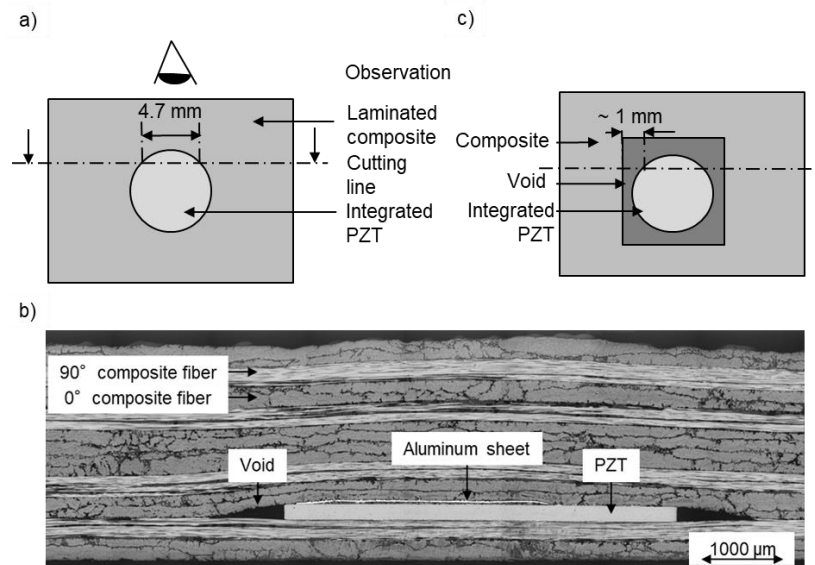 a)
Observation
4.7 mm
Laminated
composite
Cutting
line
Integrated
PZT
c)
~ 1 mm
Composite
Void
Integrated
PZT
b)
90° composite fiber
0° composite fiber
Void
Aluminum sheet
PZT
1000 µm